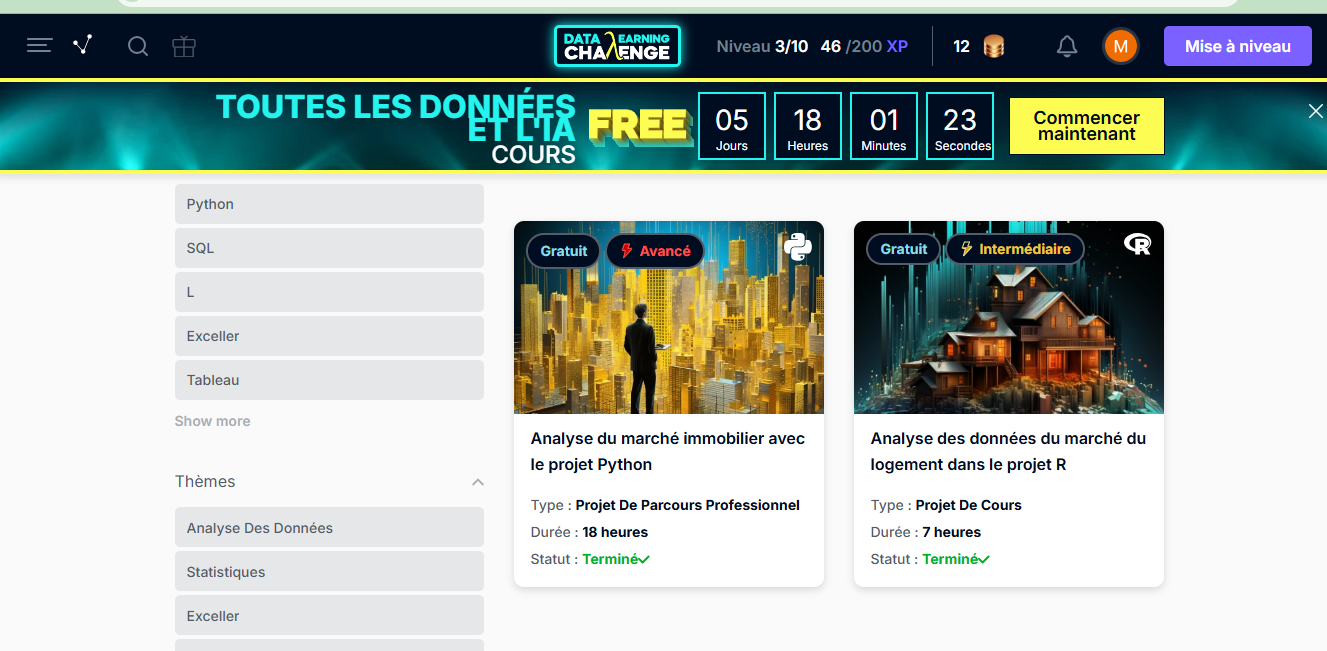 DATA LEARNING
CHALLENGE
Niveau 3/10 46 /200 XP
12
M
Mise à niveau
TOUTES LES DONNÉES
ET L'IA
COURS
FREE
05
Jours
18
Heures
01
Minutes
23
Secondes
Commencer
maintenant
Python
SQL
L
Exceller
Tableau
Show more
Thèmes
Analyse Des Données
Statistiques
Exceller
Gratuit
Avancé
Analyse du marché immobilier avec
le projet Python
Type : Projet De Parcours Professionnel
Durée : 18 heures
Statut : Terminé
Gratuit
Intermédiaire
R
Analyse des données du marché du
logement dans le projet R
Type : Projet De Cours
Durée : 7 heures
Statut : Terminé